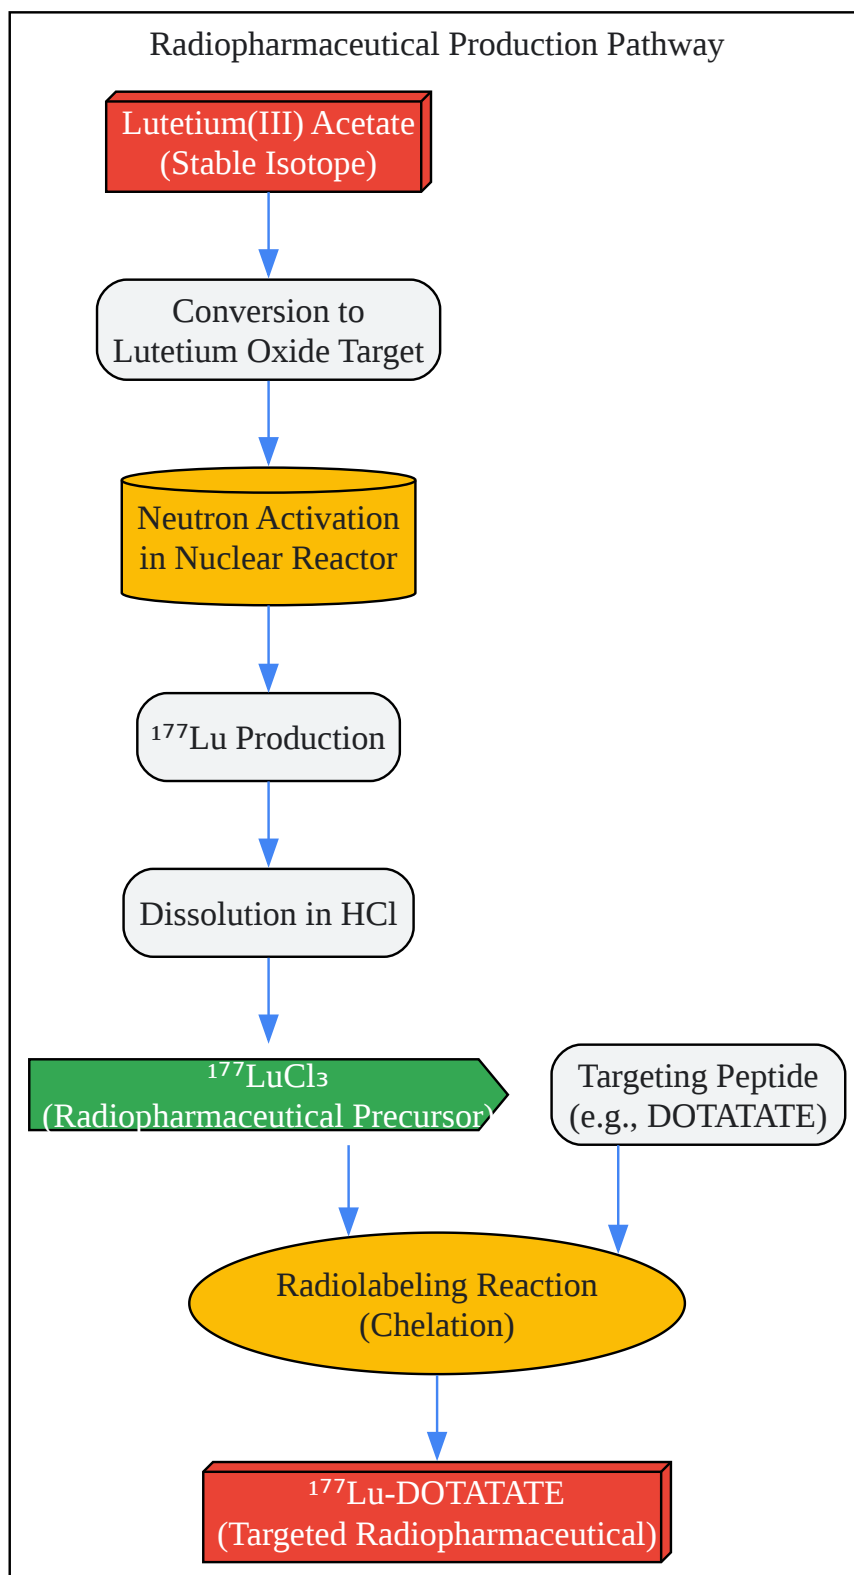 Radiopharmaceutical Production Pathway
Lutetium(III) Acetate
(Stable Isotope)
Conversion to
Lutetium Oxide Target
Neutron Activation
in Nuclear Reactor
¹⁷⁷Lu Production
Dissolution in HCl
¹⁷⁷LuCl₃
(Radiopharmaceutical Precursor)
Targeting Peptide
(e.g., DOTATATE)
Radiolabeling Reaction
(Chelation)
¹⁷⁷Lu-DOTATATE
(Targeted Radiopharmaceutical)